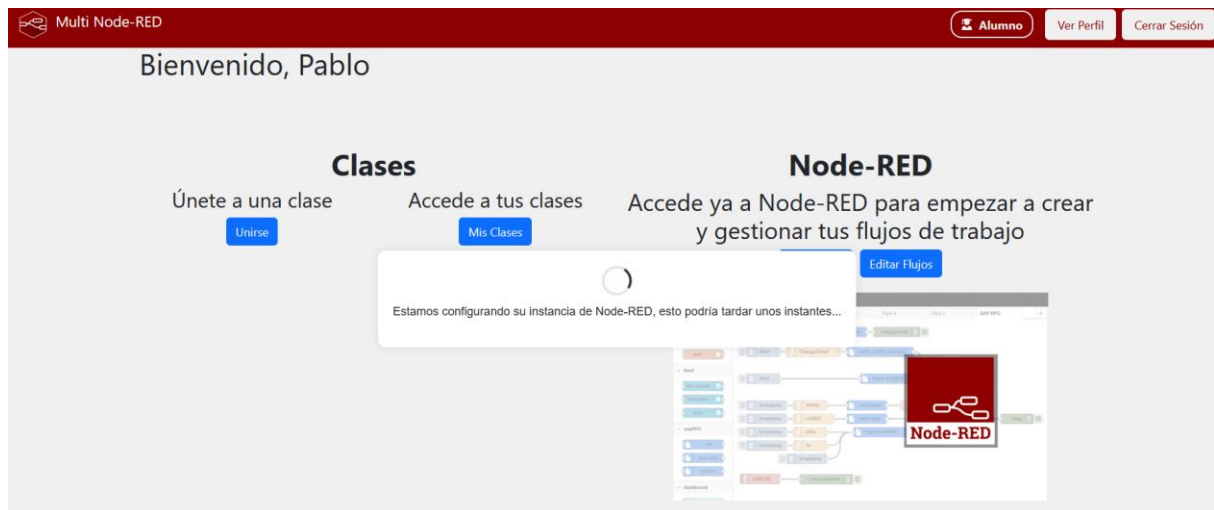 Multi Node-RED
Alumno
Ver Perfil
Cerrar Sesión
Bienvenido, Pablo
Clases
Únete a una clase
Unirse
Accede a tus clases
Mis Clases
Node-RED
Accede ya a Node-RED para empezar a crear
y gestionar tus flujos de trabajo
Editar Flujos
Estamos configurando su instancia de Node-RED, esto podría tardar unos instantes...
Node-RED